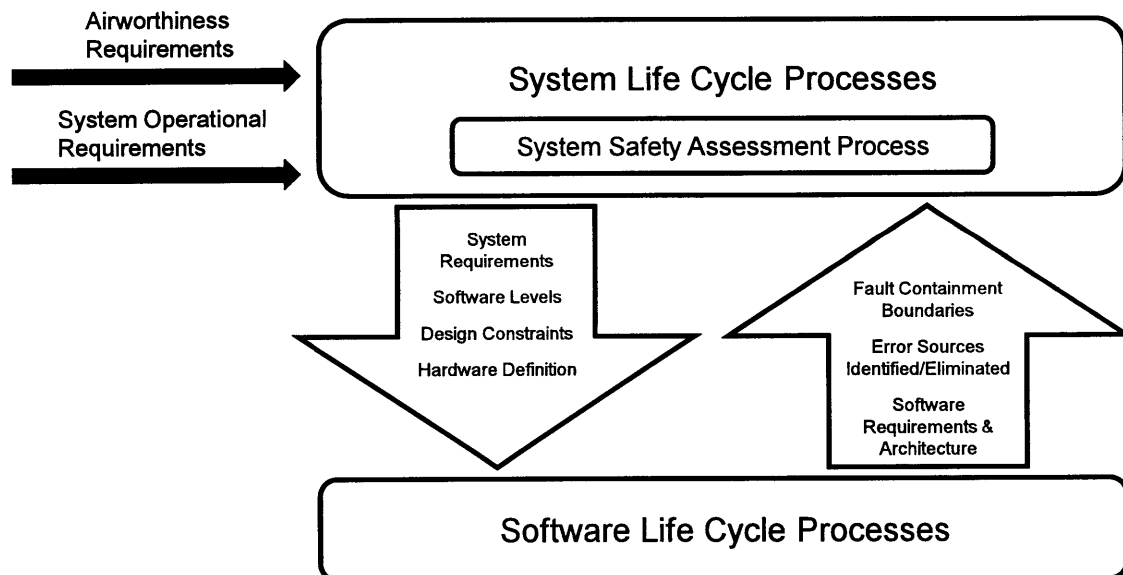 Airworthiness
Requirements
System Operational
Requirements
System Life Cycle Processes
System Safety Assessment Process
System
Requirements
Software Levels
Design Constraints
Hardware Definition
Fault Containment
Boundaries
Error Sources
Identified/Eliminated
Software
Requirements &
Architecture
Software Life Cycle Processes